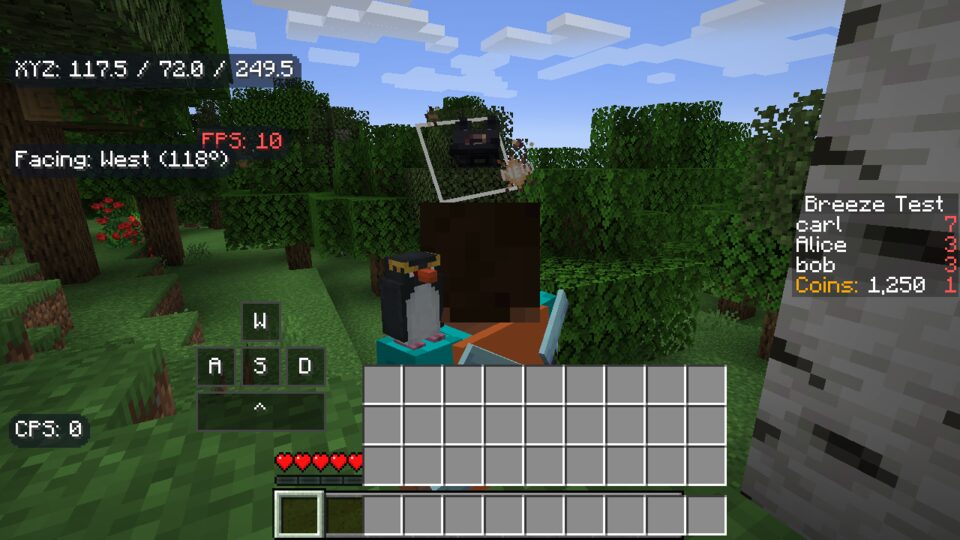 XYZ: 117.5 / 72.0 / 249.5
FPS: 10
Facing: West (118°)
Breeze Test
carl 7
Alice 3
bob 3
Coins: 1,250 1
W
A S D
^
CPS: 0